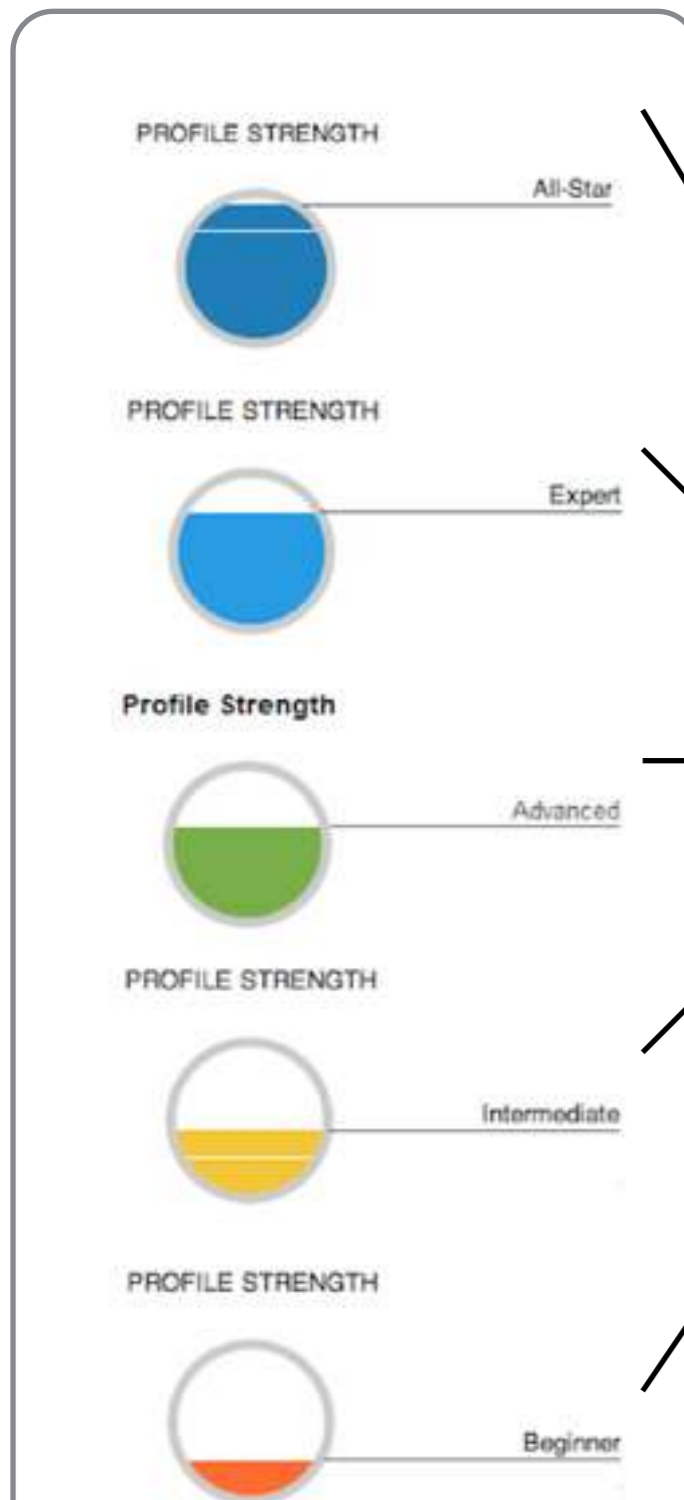 PROFILE STRENGTH
All-Star
PROFILE STRENGTH
Expert
Profile Strength
Advanced
PROFILE STRENGTH
Intermediate
PROFILE STRENGTH
Beginner